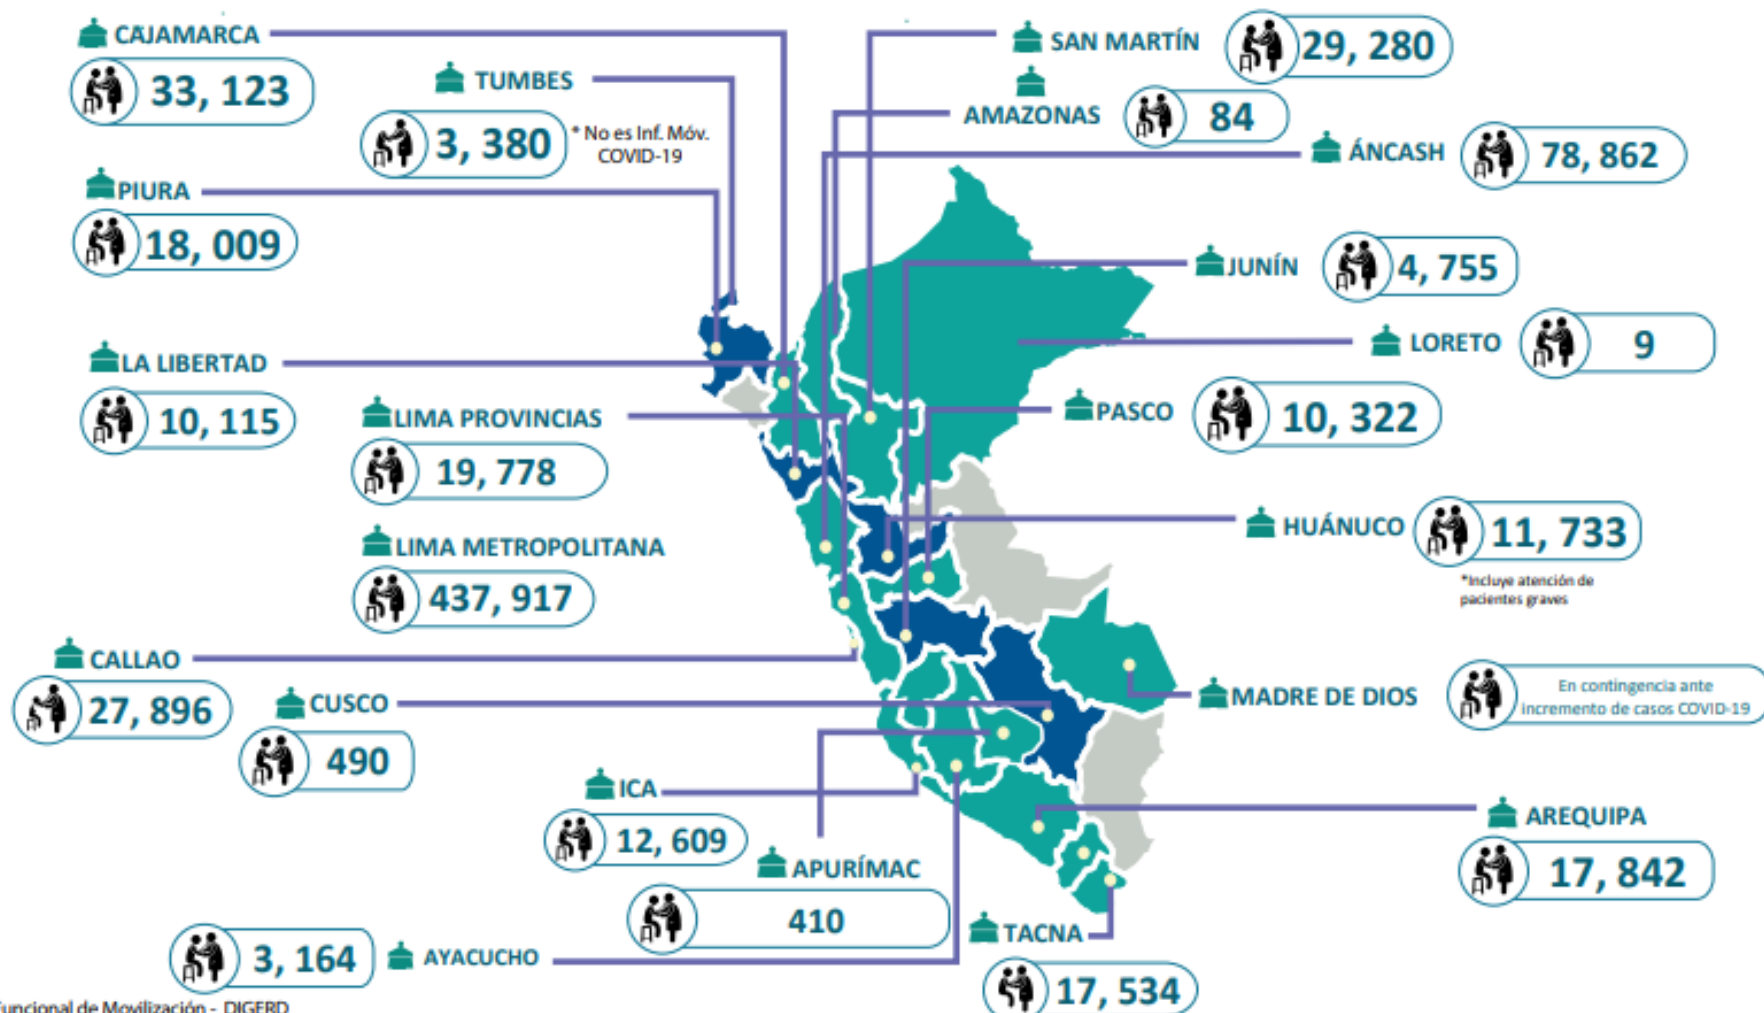 CAJAMARCA
33, 123
TUMBES
3, 380
* No es Inf. Móv.
COVID-19
PIURA
18, 009
LA LIBERTAD
10, 115
LIMA PROVINCIAS
19, 778
LIMA METROPOLITANA
437, 917
CALLAO
27, 896
CUSCO
490
ICA
12, 609
APURÍMAC
410
3, 164
AYACUCHO
TACNA
17, 534
SAN MARTÍN
29, 280
AMAZONAS
84
ÁNCASH
78, 862
JUNÍN
4, 755
LORETO
9
PASCO
10, 322
HUÁNUCO
11, 733
*Incluye atención de
pacientes graves
MADRE DE DIOS
En contingencia ante
incremento de casos COVID-19
AREQUIPA
17, 842
Funcional de Movilización - DIGERD